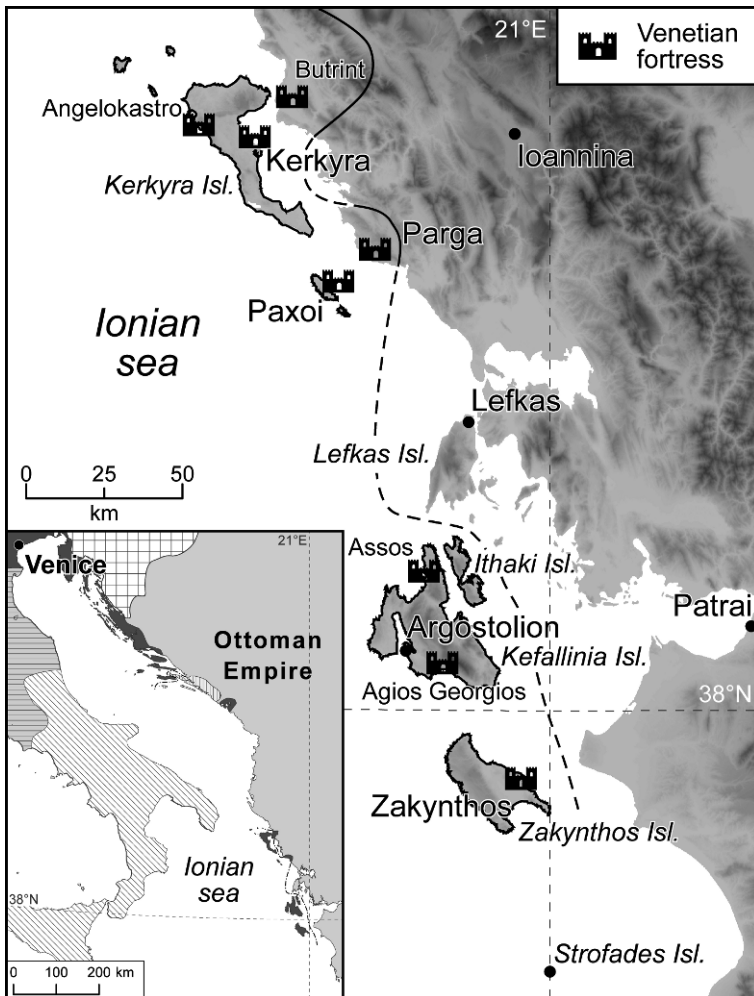 21°E
Venetian
fortress
Butrint
Angelokastro
Ioannina
Kerkyra
Kerkyra Isl.
Parga
Paxoi
Ionian
sea
Lefkas
Lefkas Isl.
0 25 50
km
Assos
Ithaki Isl.
Patrai
Argostolion
Kefallinia Isl.
Agios Georgios
38°N
Zakynthos
Zakynthos Isl.
Strofades Isl.
21°E
Venice
Ottoman
Empire
Ionian
sea
38°N
0 100 200 km